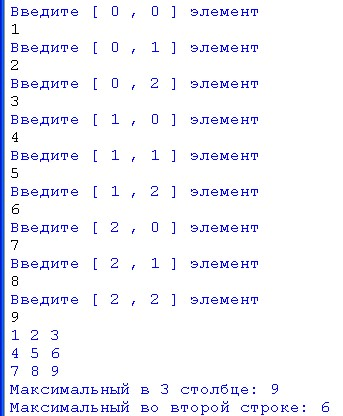 Введите [ 0 , 0 ] элемент
1
Введите [ 0 , 1 ] элемент
2
Введите [ 0 , 2 ] элемент
3
Введите [ 1 , 0 ] элемент
4
Введите [ 1 , 1 ] элемент
5
Введите [ 1 , 2 ] элемент
6
Введите [ 2 , 0 ] элемент
7
Введите [ 2 , 1 ] элемент
8
Введите [ 2 , 2 ] элемент
9
1 2 3
4 5 6
7 8 9
Максимальный в 3 столбце: 9
Максимальный во второй строке: 6